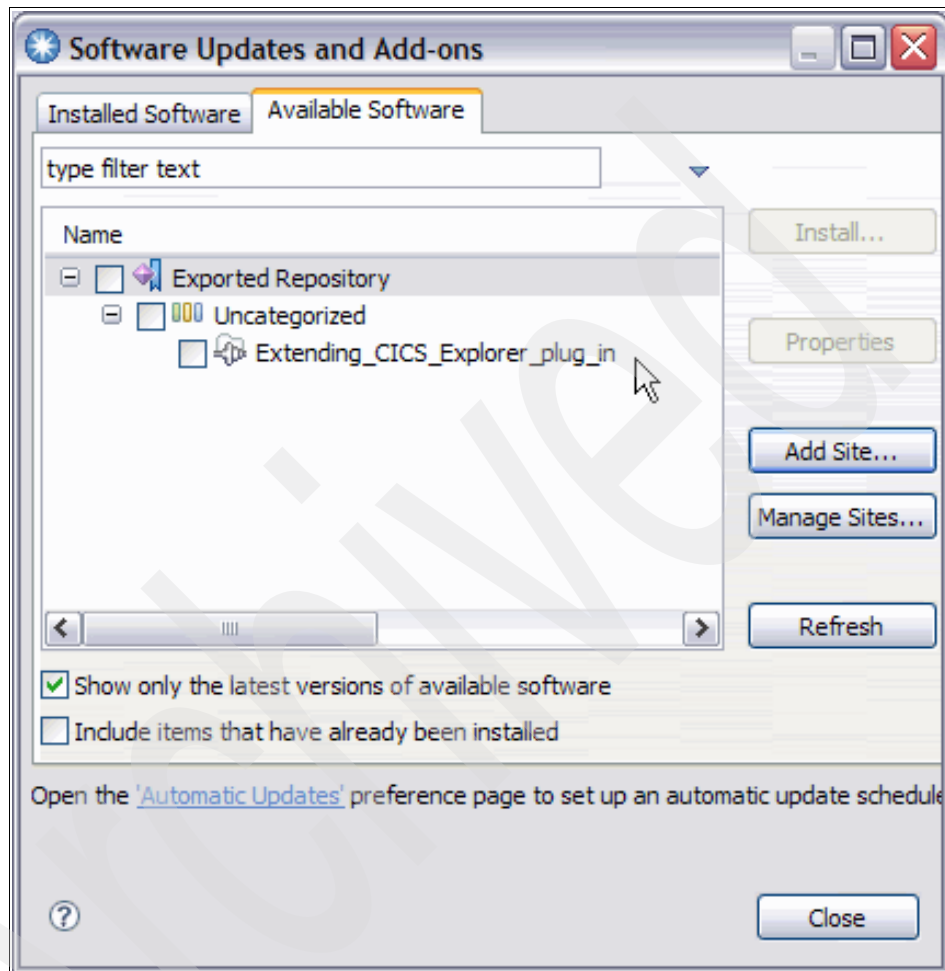 Software Updates and Add-ons
Installed Software
Available Software
type filter text
Name
Install...
Exported Repository
Uncategorized
Properties
Extending_CICS_Explorer_plug_in
Add Site...
Manage Sites...
Refresh
Show only the latest versions of available software
Include items that have already been installed
Open the 'Automatic Updates' preference page to set up an automatic update schedule
Close
Archived